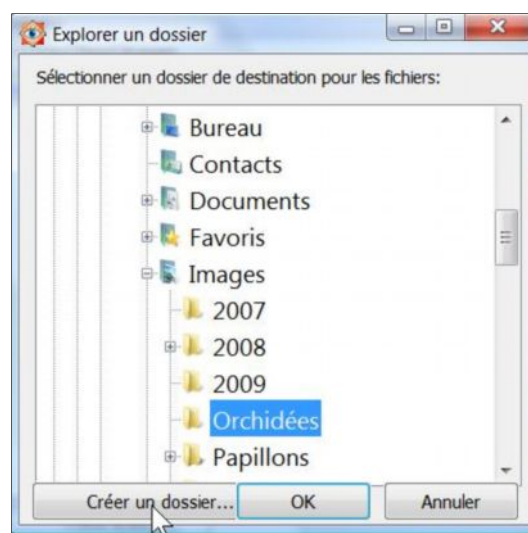 Explorer un dossier
Sélectionner un dossier de destination pour les fichiers:
Bureau
Contacts
Documents
Favoris
Images
2007
2008
2009
Orchidées
Papillons
Créer un dossier... OK Annuler